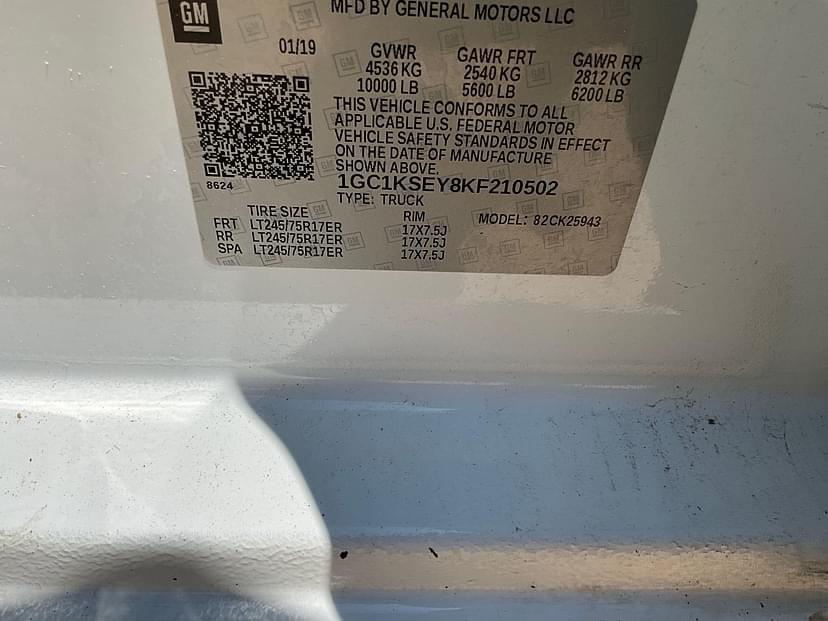 GM
MFD BY GENERAL MOTORS LLC
01/19 GVWR GAWR FRT GAWR RR
4536 KG 2540 KG 2812 KG
10000 LB 5600 LB 6200 LB
THIS VEHICLE CONFORMS TO ALL
APPLICABLE U.S. FEDERAL MOTOR
VEHICLE SAFETY STANDARDS IN EFFECT
ON THE DATE OF MANUFACTURE
SHOWN ABOVE.
8624
1GC1KSEY8KF210502
TYPE: TRUCK
TIRE SIZE RIM MODEL: 82CK25943
FRT LT245/75R17ER 17X7.5J
RR LT245/75R17ER 17X7.5J
SPA LT245/75R17ER 17X7.5J